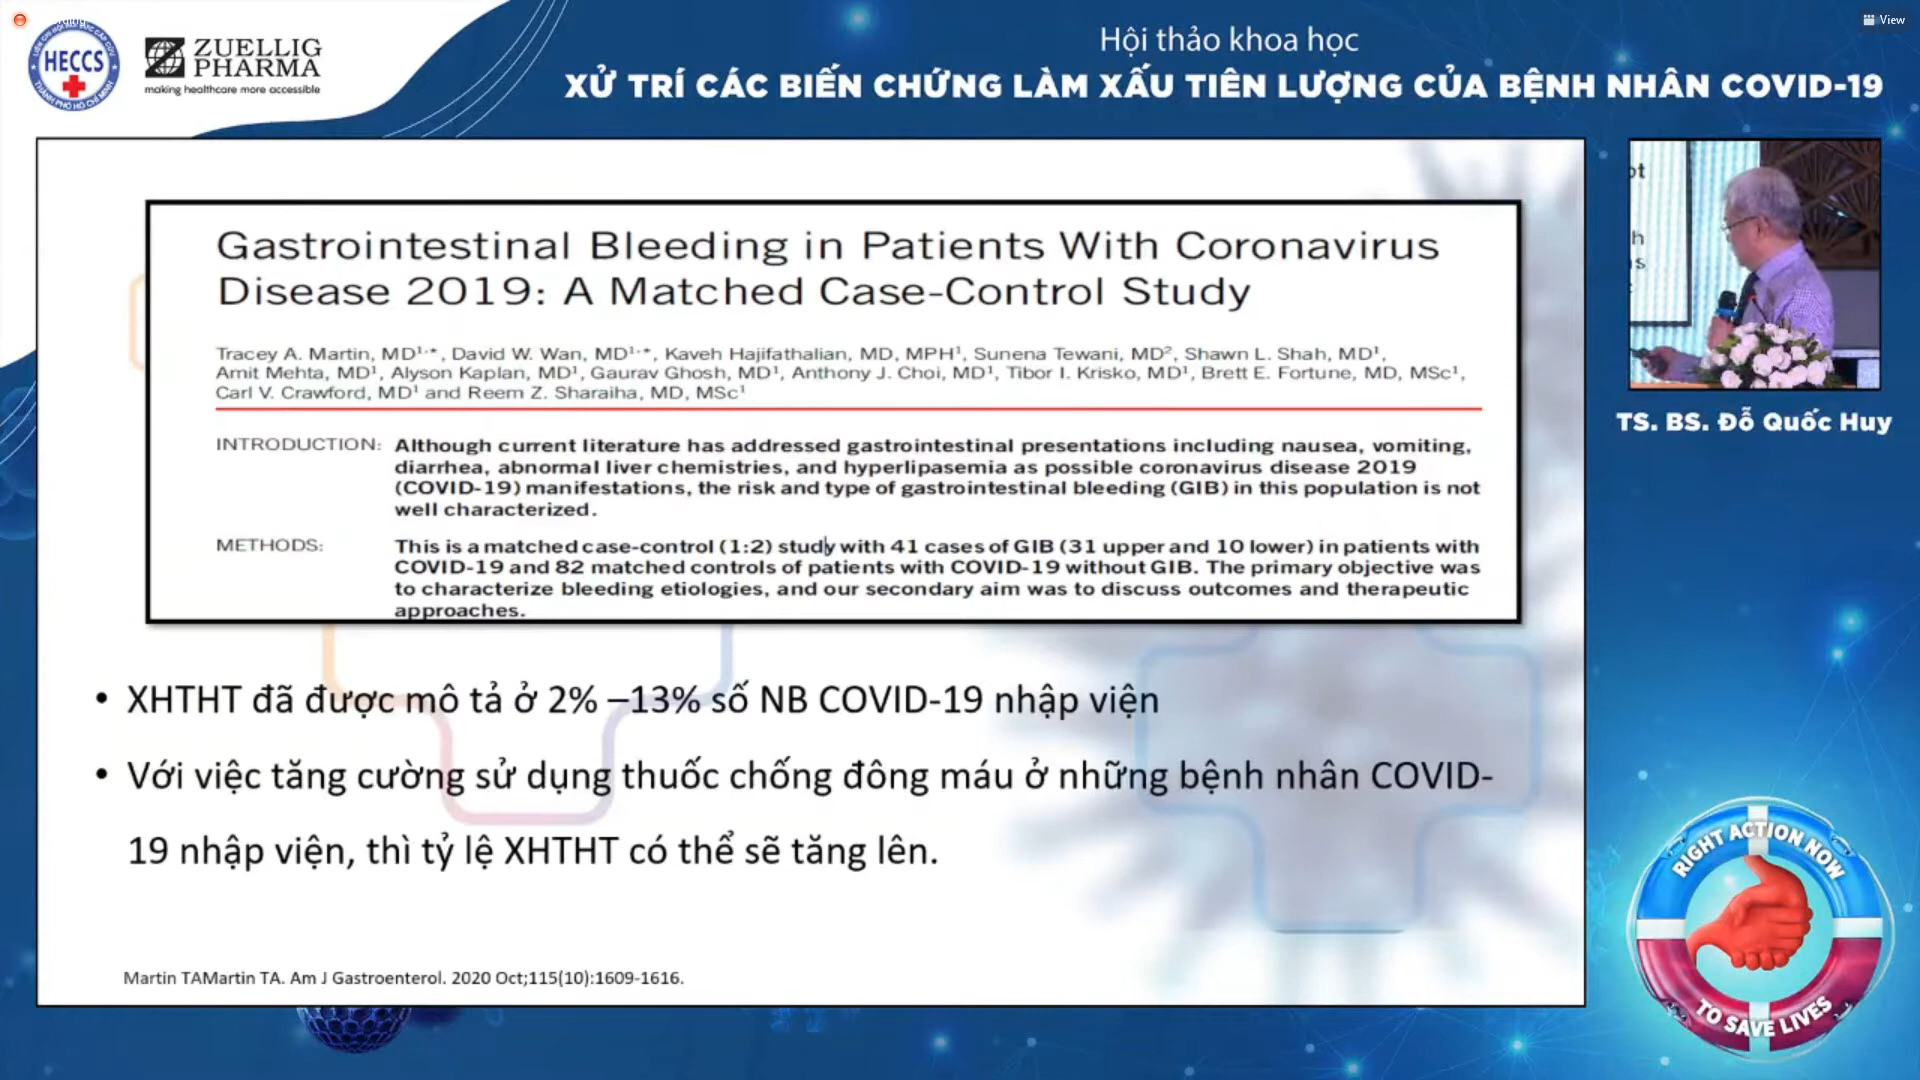 View
HECCS
THÀNH PHỐ HỒ CHÍ MINH
ZUELLIG
PHARMA
making healthcare more accessible
Hội thảo khoa học
XỬ TRÍ CÁC BIẾN CHỨNG LÀM XẤU TIÊN LƯỢNG CỦA BỆNH NHÂN COVID-19
Gastrointestinal Bleeding in Patients With Coronavirus
Disease 2019: A Matched Case-Control Study
Tracey A. Martin, MD¹,*, David W. Wan, MD¹,*, Kaveh Hajifathalian, MD, MPH¹, Sunena Tewani, MD², Shawn L. Shah, MD¹,
Amit Mehta, MD¹, Alyson Kaplan, MD¹, Gaurav Ghosh, MD¹, Anthony J. Choi, MD¹, Tibor I. Krisko, MD¹, Brett E. Fortune, MD, MSc¹,
Carl V. Crawford, MD¹ and Reem Z. Sharaiha, MD, MSc¹
INTRODUCTION: Although current literature has addressed gastrointestinal presentations including nausea, vomiting,
diarrhea, abnormal liver chemistries, and hyperlipasemia as possible coronavirus disease 2019
(COVID-19) manifestations, the risk and type of gastrointestinal bleeding (GIB) in this population is not
well characterized.
METHODS: This is a matched case-control (1:2) study with 41 cases of GIB (31 upper and 10 lower) in patients with
COVID-19 and 82 matched controls of patients with COVID-19 without GIB. The primary objective was
to characterize bleeding etiologies, and our secondary aim was to discuss outcomes and therapeutic
approaches.
• XHTHT đã được mô tả ở 2% –13% số NB COVID-19 nhập viện
• Với việc tăng cường sử dụng thuốc chống đông máu ở những bệnh nhân COVID-
19 nhập viện, thì tỷ lệ XHTHT có thể sẽ tăng lên.
Martin TAMartin TA. Am J Gastroenterol. 2020 Oct;115(10):1609-1616.
TS. BS. Đỗ Quốc Huy
RIGHT ACTION NOW
TO SAVE LIVES